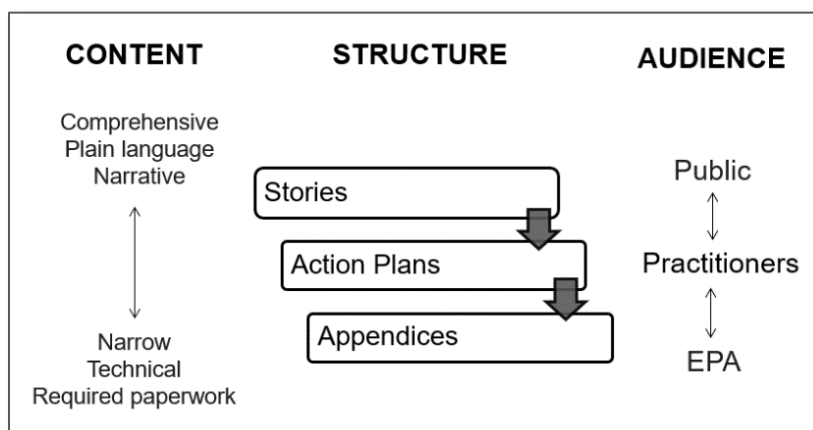 CONTENT
Comprehensive
Plain language
Narrative
Narrow
Technical
Required paperwork
STRUCTURE
Stories
Action Plans
Appendices
AUDIENCE
Public
Practitioners
EPA